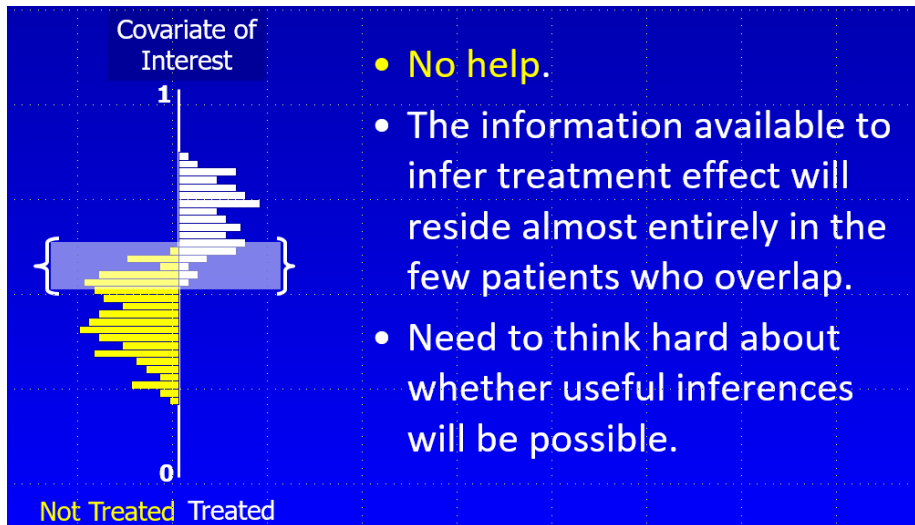 Covariate of
Interest
1
0
Not Treated Treated
• No help.
• The information available to
infer treatment effect will
reside almost entirely in the
few patients who overlap.
• Need to think hard about
whether useful inferences
will be possible.